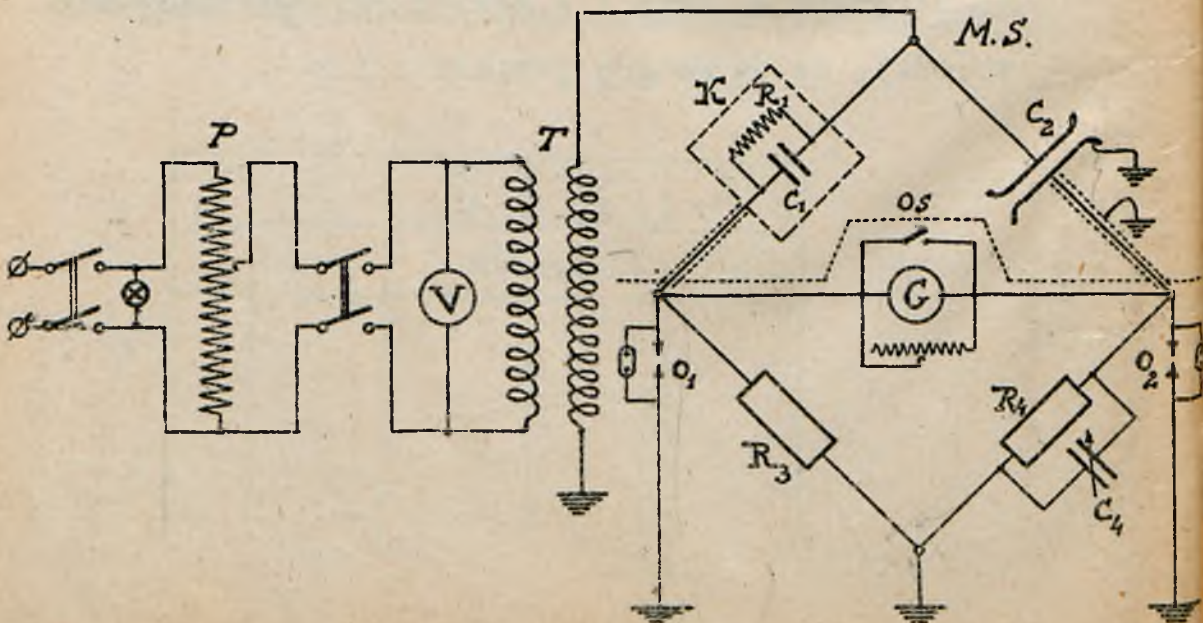 M.S.
K R₁
P T C₂
C₁
OS
V G
O₁ O₂
R₃ R₄
C₄